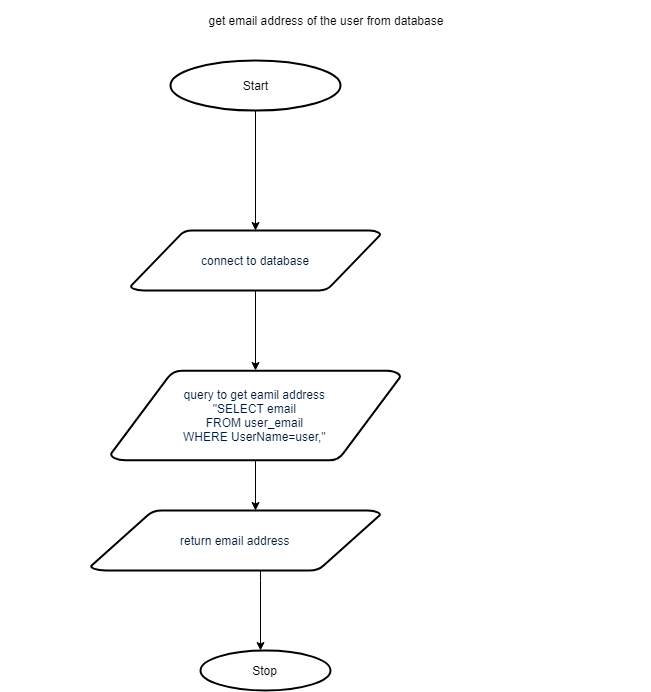 get email address of the user from database
Start
connect to database
query to get eamil address
"SELECT email
FROM user_email
WHERE UserName=user,"
return email address
Stop